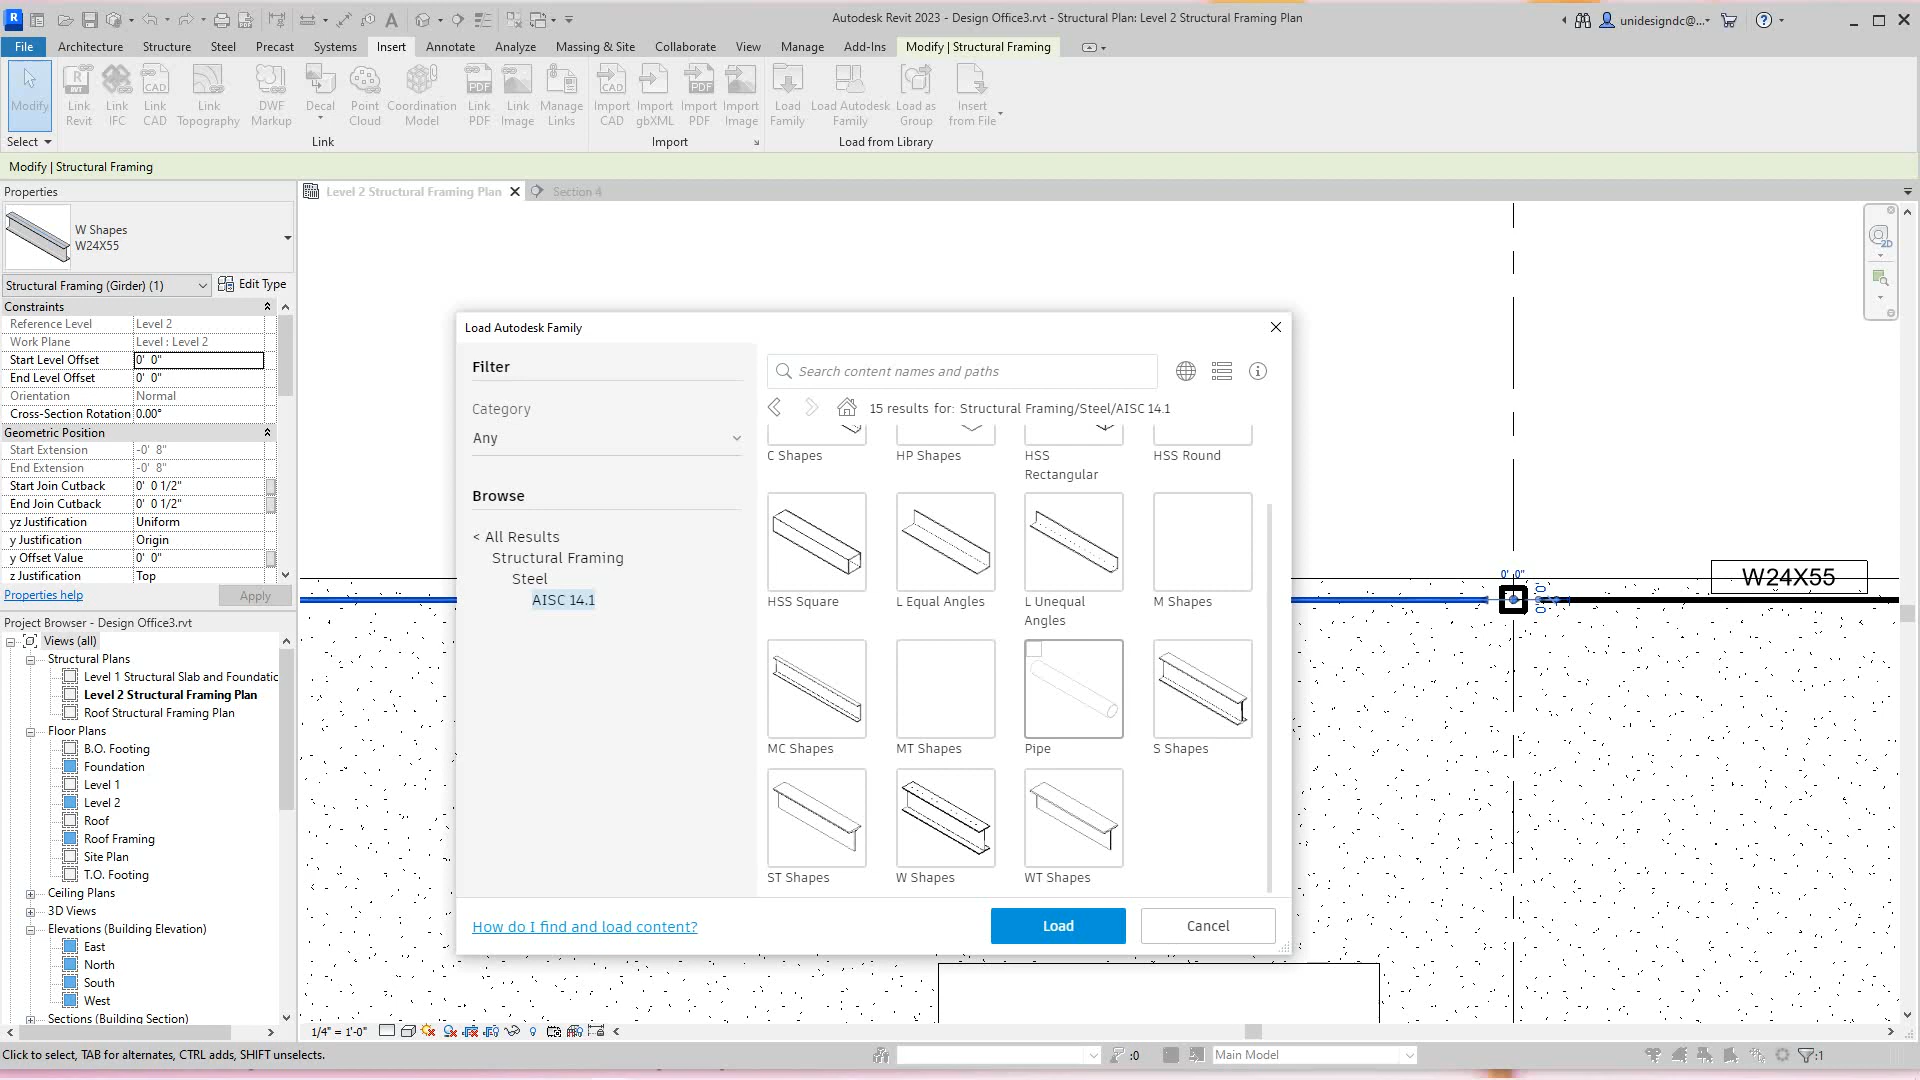 Autodesk Revit 2023 - Design Office3.rvt - Structural Plan: Level 2 Structural Framing Plan
unidesigndc@...
File Architecture Structure Steel Precast Systems Insert Annotate Analyze Massing & Site Collaborate View Manage Add-Ins Modify | Structural Framing
Modify
Link Revit
Link IFC
Link CAD
Link Topography
DWF Markup
Decal
Point Cloud
Coordination Model
Link PDF
Link Image
Manage Links
Import CAD
Import gbXML
Import PDF
Import Image
Load Family
Load Autodesk Family
Load as Group
Insert from File
Select
Link
Import
Load from Library
Modify | Structural Framing
Properties
Level 2 Structural Framing Plan
Section 4
W Shapes
W24X55
Structural Framing (Girder) (1)
Edit Type
Constraints
Reference Level Level 2
Work Plane Level : Level 2
Start Level Offset 0' 0"
End Level Offset 0' 0"
Orientation Normal
Cross-Section Rotation 0.00°
Geometric Position
Start Extension -0' 8"
End Extension -0' 8"
Start Join Cutback 0' 0 1/2"
End Join Cutback 0' 0 1/2"
yz Justification Uniform
y Justification Origin
y Offset Value 0' 0"
z Justification Top
Properties help
Apply
Project Browser - Design Office3.rvt
Views (all)
Structural Plans
Level 1 Structural Slab and Foundatic
Level 2 Structural Framing Plan
Roof Structural Framing Plan
Floor Plans
B.O. Footing
Foundation
Level 1
Level 2
Roof
Roof Framing
Site Plan
T.O. Footing
Ceiling Plans
3D Views
Elevations (Building Elevation)
East
North
South
West
Sections (Building Section)
Load Autodesk Family
Filter
Category
Any
Browse
< All Results
Structural Framing
Steel
AISC 14.1
Search content names and paths
15 results for: Structural Framing/Steel/AISC 14.1
C Shapes
HP Shapes
HSS Rectangular
HSS Round
HSS Square
L Equal Angles
L Unequal Angles
M Shapes
MC Shapes
MT Shapes
Pipe
S Shapes
ST Shapes
W Shapes
WT Shapes
How do I find and load content?
Load
Cancel
0' 0"
W24X55
2D
1/4" = 1'-0"
Click to select, TAB for alternates, CTRL adds, SHIFT unselects.
:0
Main Model
:1